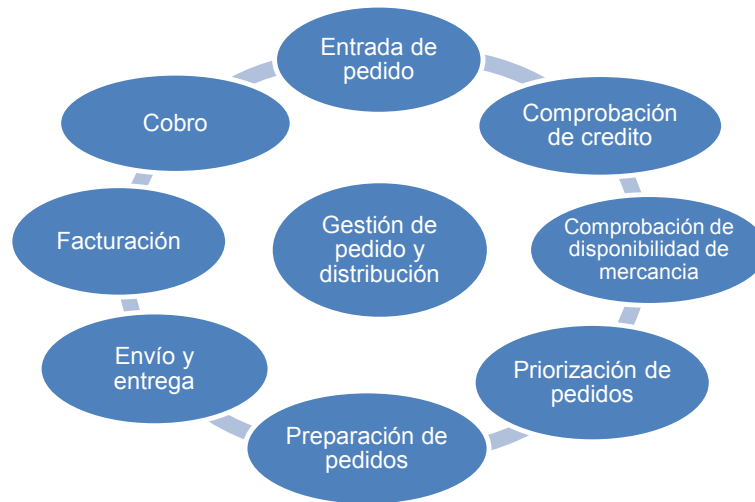 Entrada de
pedido
Comprobación
de credito
Comprobación de
disponibilidad de
mercancia
Priorización de
pedidos
Preparación de
pedidos
Envío y
entrega
Facturación
Cobro
Gestión de
pedido y
distribución